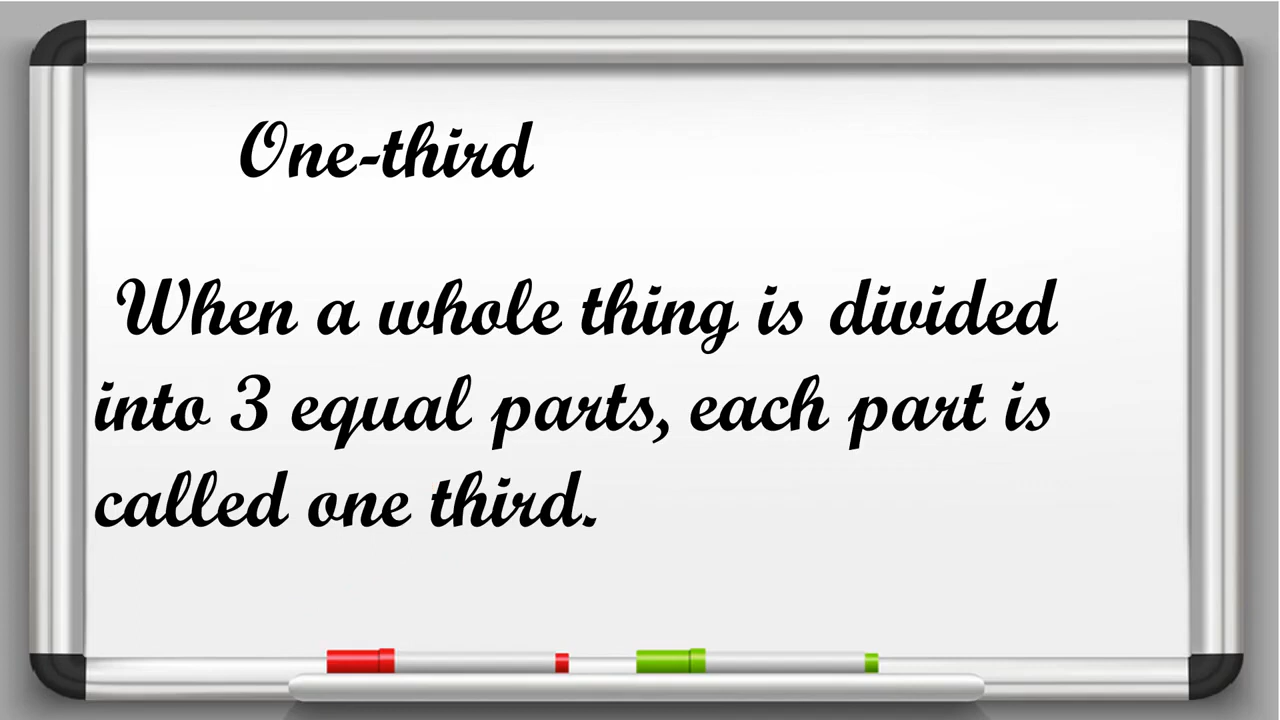 One-third
When a whole thing is divided
into 3 equal parts, each part is
called one third.